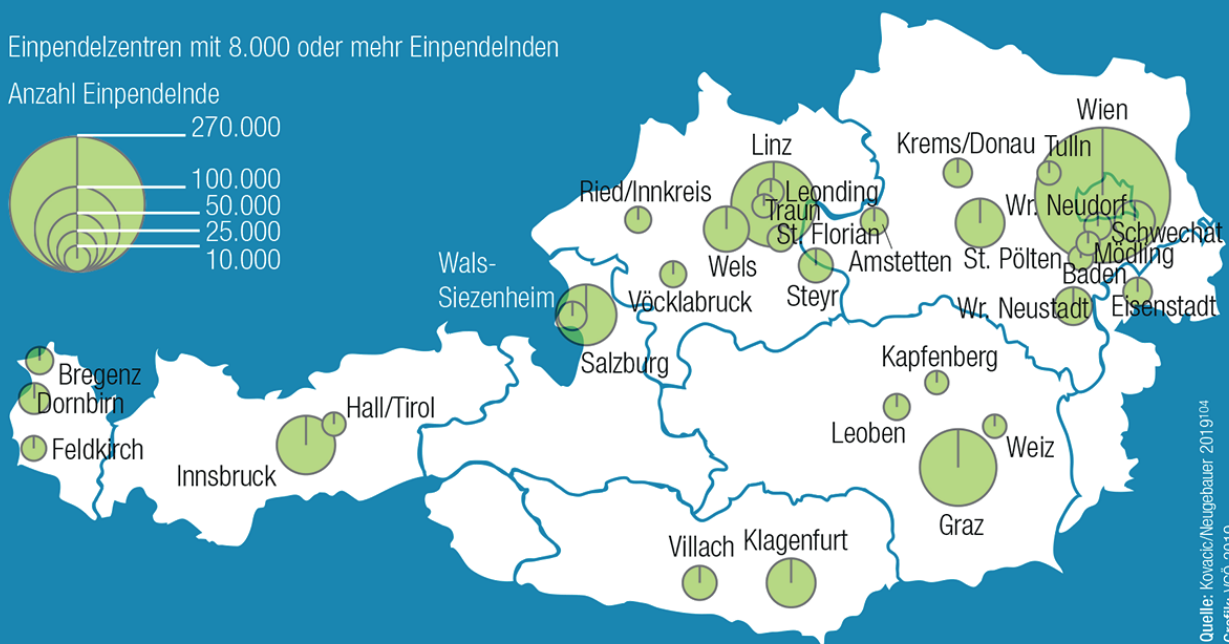 Einpendelzentren mit 8.000 oder mehr Einpendelnden
Anzahl Einpendelnde
270.000
100.000
50.000
25.000
10.000
Wien
Krems/Donau
Tulln
Linz
Ried/Innkreis
Leonding
Traun
St. Florian
Wr. Neudorf
Schwechat
Mödling
St. Pölten
Amstetten
Baden
Wels
Steyr
Wals-
Siezenheim
Vöcklabruck
Wr. Neustadt
Eisenstadt
Salzburg
Kapfenberg
Bregenz
Dornbirn
Hall/Tirol
Leoben
Weiz
Feldkirch
Innsbruck
Graz
Villach
Klagenfurt
Quelle: Kovacic/Neugebauer 2019¹⁰⁴
Grafik: VCÖ 2019